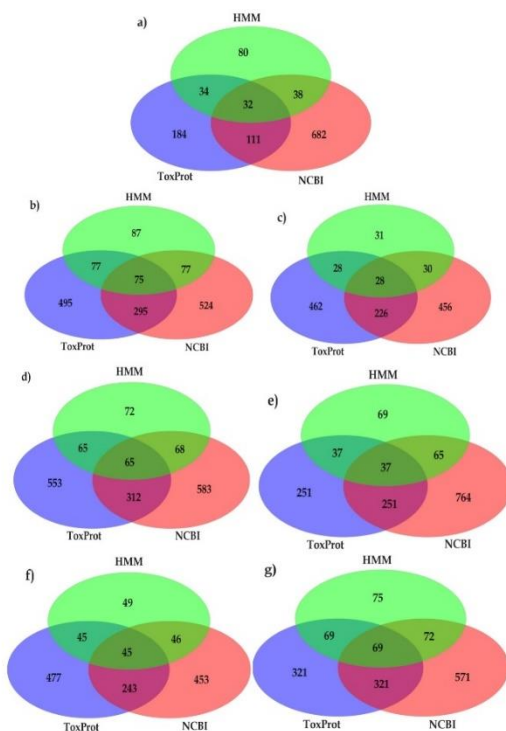 HMM
a)
80
34
32
38
184
111
682
ToxProt
NCBI
b)
HMM
87
77
75
77
495
295
524
ToxProt
NCBI
c)
HMM
31
28
28
30
462
226
456
ToxProt
NCBI
d)
HMM
72
65
65
68
553
312
583
ToxProt
NCBI
e)
HMM
69
37
37
65
251
251
764
ToxProt
NCBI
f)
HMM
49
45
45
46
477
243
453
ToxProt
NCBI
g)
HMM
75
69
69
72
321
321
571
ToxProt
NCBI